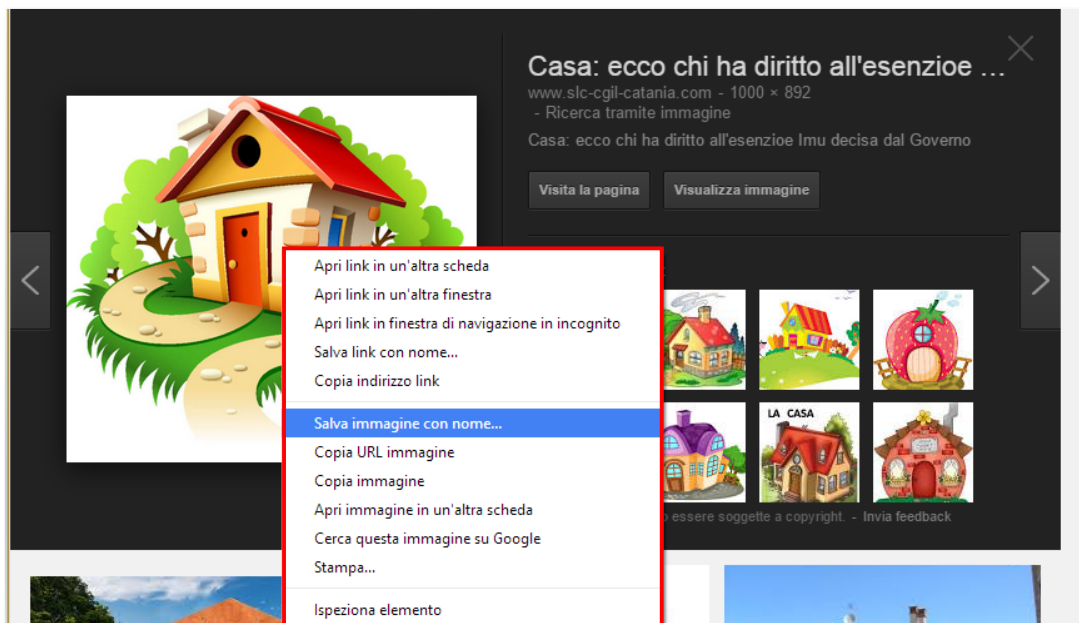 Casa: ecco chi ha diritto all'esenzioe ...
www.slc-cgil-catania.com - 1000 × 892
- Ricerca tramite immagine
Casa: ecco chi ha diritto all'esenzioe Imu decisa dal Governo
Visita la pagina
Visualizza immagine
Apri link in un'altra scheda
Apri link in un'altra finestra
Apri link in finestra di navigazione in incognito
Salva link con nome...
Copia indirizzo link
Salva immagine con nome...
Copia URL immagine
Copia immagine
Apri immagine in un'altra scheda
Cerca questa immagine su Google
Stampa...
Ispeziona elemento
LA CASA
essere soggette a copyright. - Invia feedback